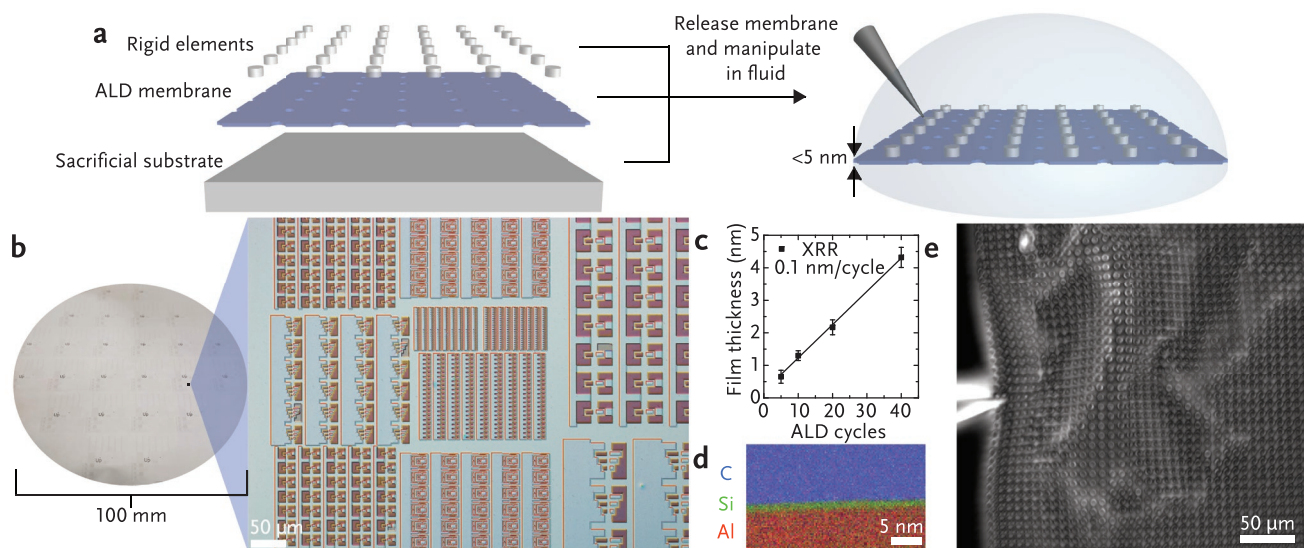 a
Rigid elements
ALD membrane
Sacrificial substrate
Release membrane
and manipulate
in fluid
<5 nm
b
100 mm
50 µm
c
Film thickness (nm)
5
4
3
2
1
0
XRR
0.1 nm/cycle
0 10 20 30 40
ALD cycles
d
C
Si
Al
5 nm
e
50 µm